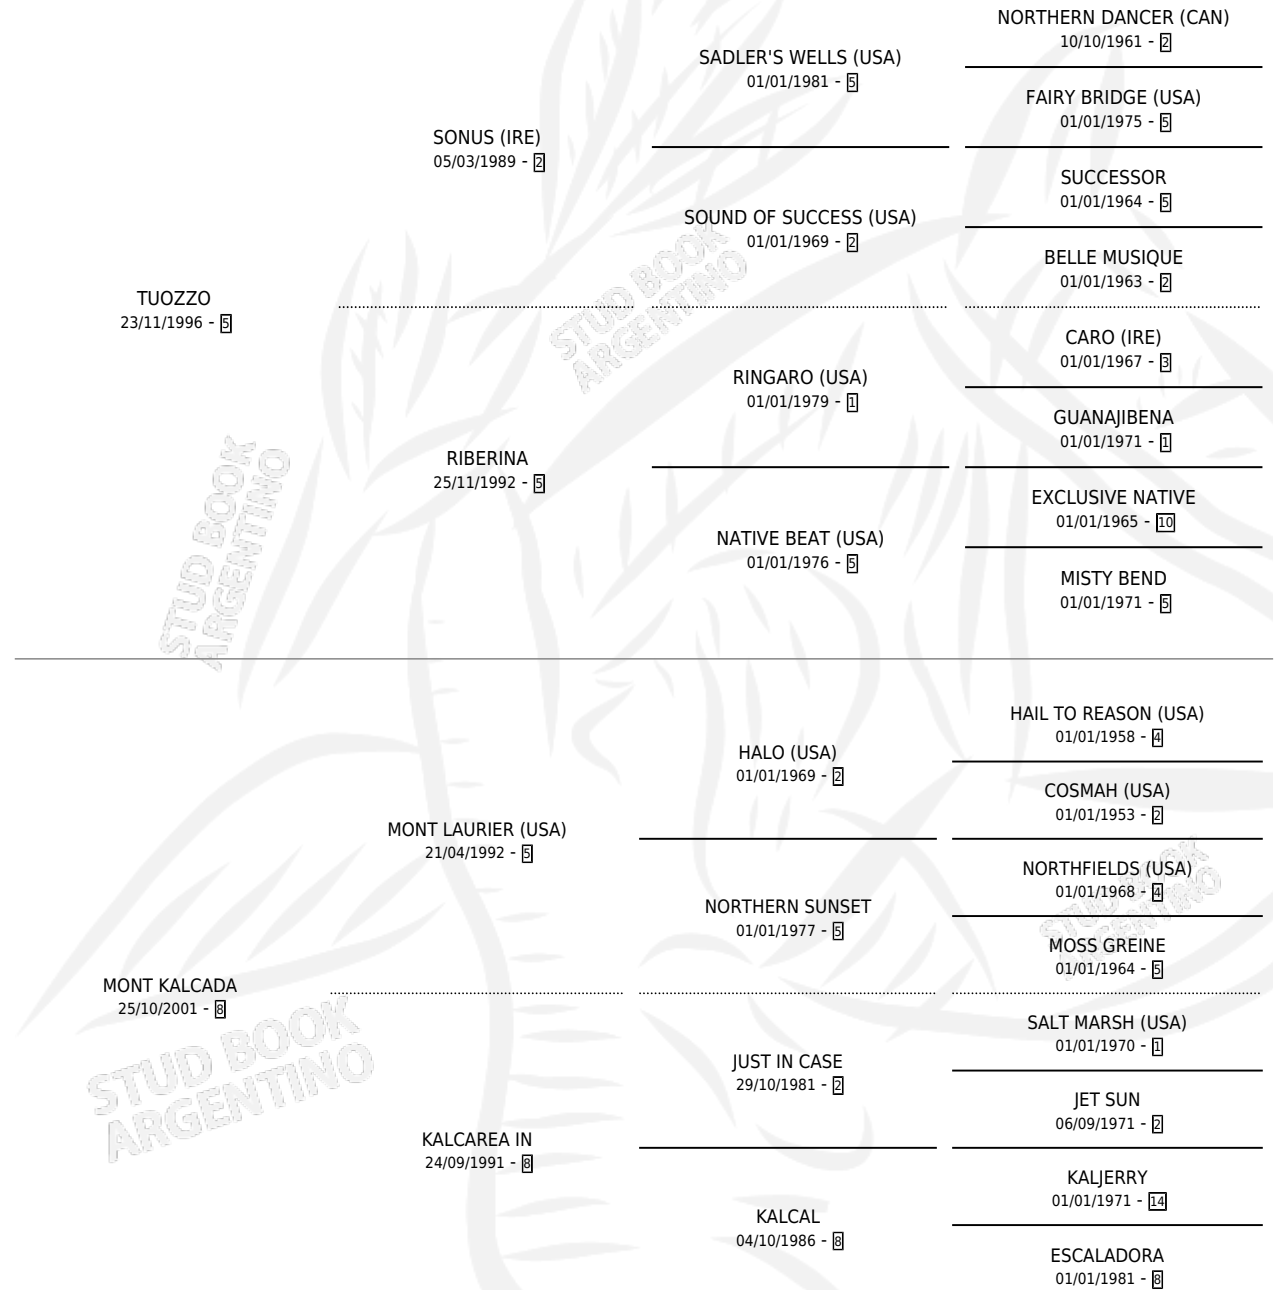 NORTHERN DANCER (CAN)
10/10/1961 - 2
SADLER'S WELLS (USA)
01/01/1981 - 5
FAIRY BRIDGE (USA)
01/01/1975 - 5
SONUS (IRE)
05/03/1989 - 2
SUCCESSOR
01/01/1964 - 5
SOUND OF SUCCESS (USA)
01/01/1969 - 2
BELLE MUSIQUE
01/01/1963 - 2
TUOZZO
23/11/1996 - 5
STUD BOOK
ARGENTINO
CARO (IRE)
01/01/1967 - 3
RINGARO (USA)
01/01/1979 - 1
GUANAJIBENA
01/01/1971 - 1
RIBERINA
25/11/1992 - 5
EXCLUSIVE NATIVE
01/01/1965 - 10
NATIVE BEAT (USA)
01/01/1976 - 5
MISTY BEND
01/01/1971 - 5
STUD BOOK
ARGENTINO
HAIL TO REASON (USA)
01/01/1958 - 4
HALO (USA)
01/01/1969 - 2
COSMAH (USA)
01/01/1953 - 2
MONT LAURIER (USA)
21/04/1992 - 5
NORTHFIELDS (USA)
01/01/1968 - 4
NORTHERN SUNSET
01/01/1977 - 5
MOSS GREINE
01/01/1964 - 5
STUD BOOK
ARGENTINO
MONT KALCADA
25/10/2001 - 8
SALT MARSH (USA)
01/01/1970 - 1
JUST IN CASE
29/10/1981 - 2
JET SUN
06/09/1971 - 2
STUD BOOK
ARGENTINO
KALCAREA IN
24/09/1991 - 8
KALJERRY
01/01/1971 - 14
KALCAL
04/10/1986 - 8
ESCALADORA
01/01/1981 - 8